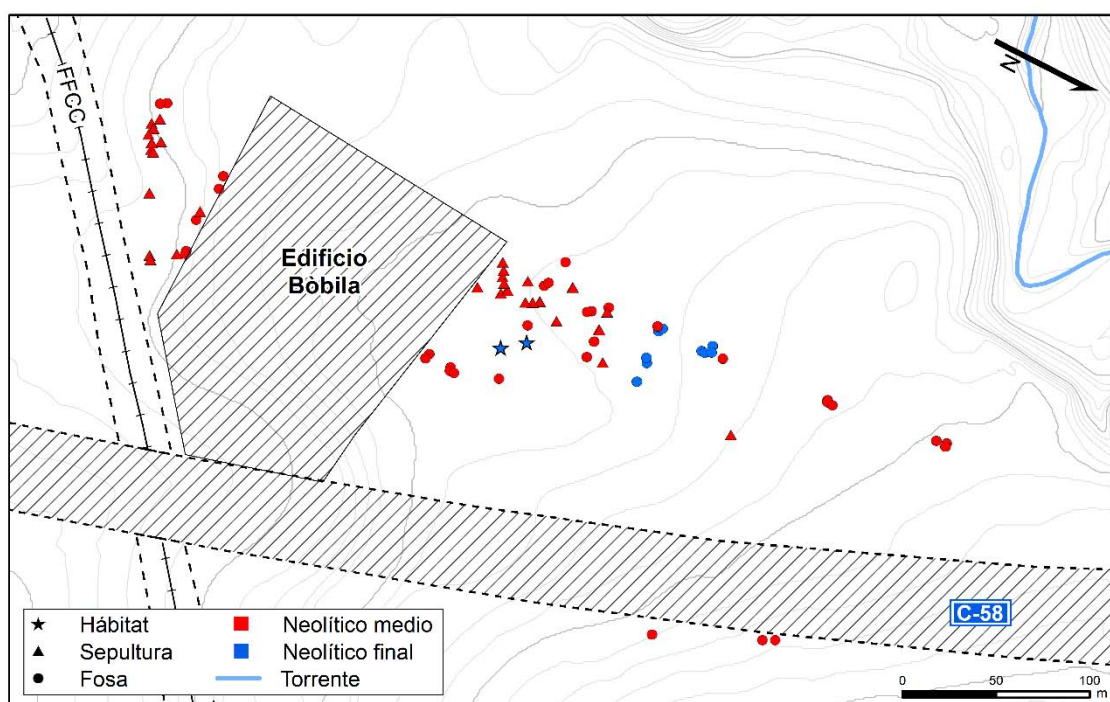 FFCC
N
Edificio
Bòbila
C-58
Hábitat
Sepultura
Fosa
Neolítico medio
Neolítico final
Torrente
0 50 100
m